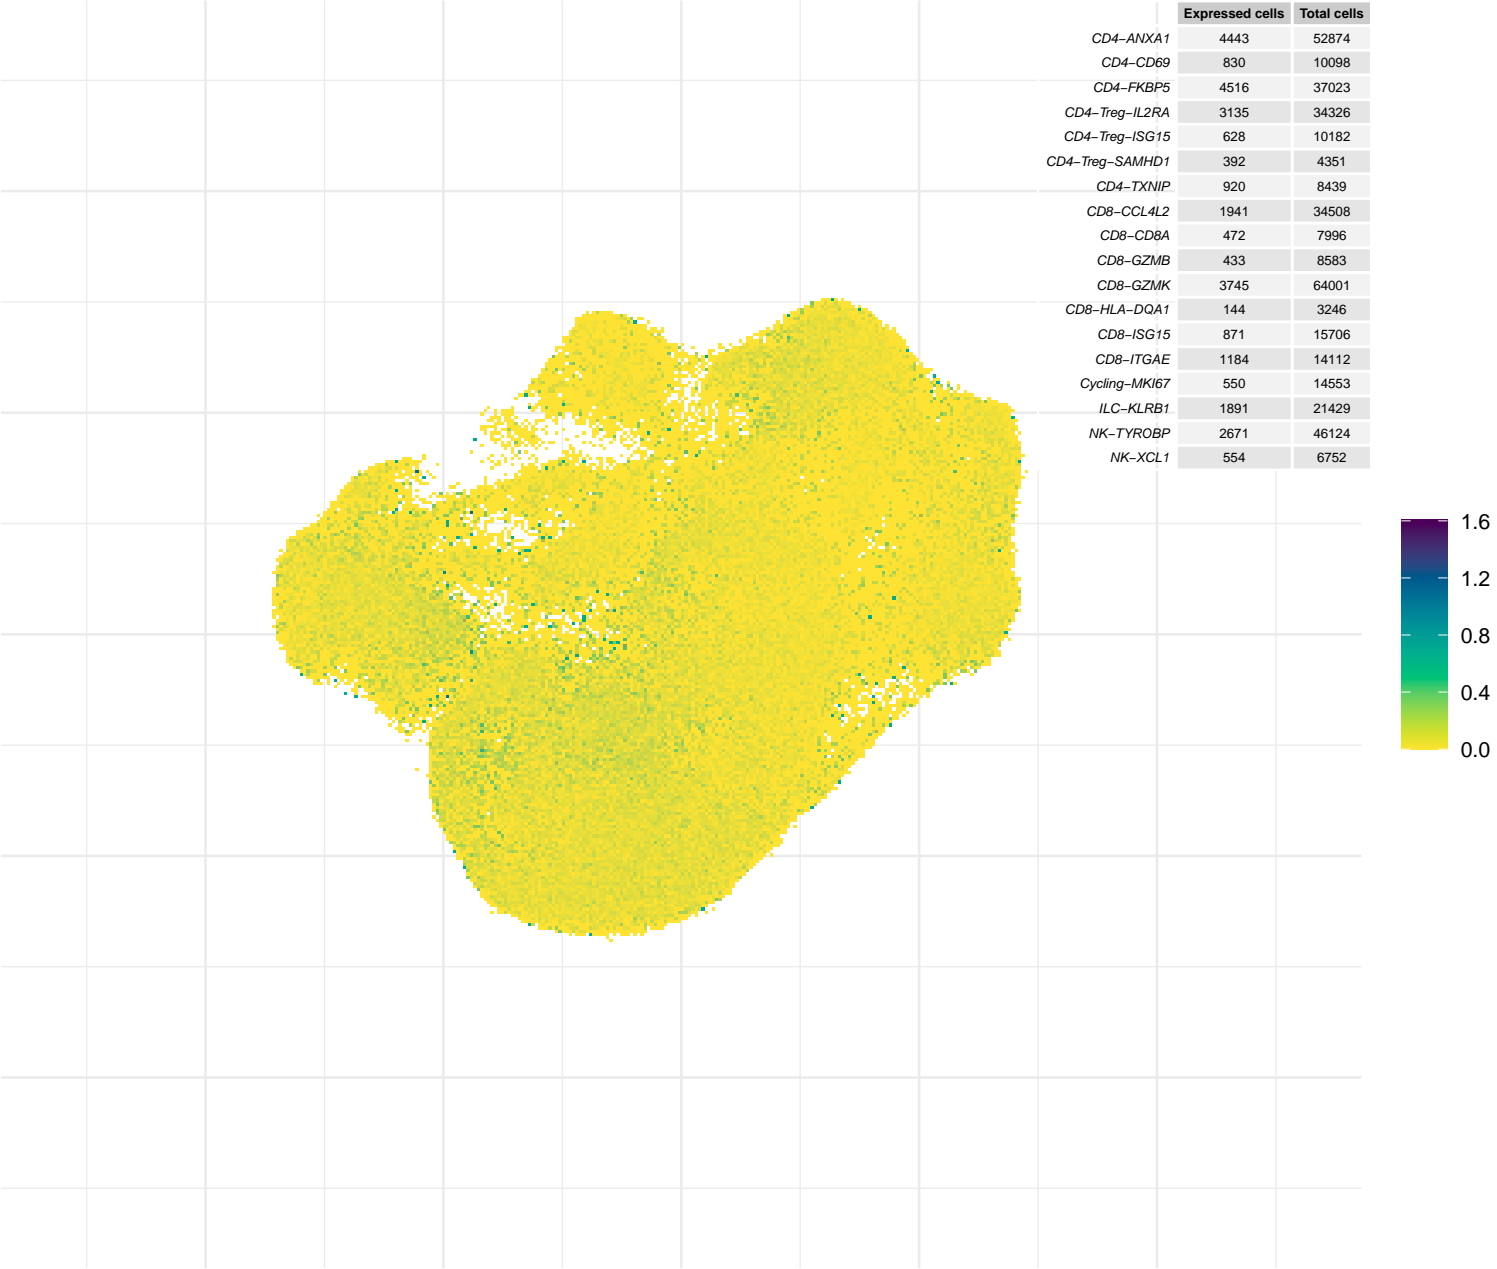 Expressed cells Total cells
CD4−ANXA1 4443 52874
CD4−CD69 830 10098
CD4−FKBP5 4516 37023
CD4−Treg−IL2RA 3135 34326
CD4−Treg−ISG15 628 10182
CD4−Treg−SAMHD1 392 4351
CD4−TXNIP 920 8439
CD8−CCL4L2 1941 34508
CD8−CD8A 472 7996
CD8−GZMB 433 8583
CD8−GZMK 3745 64001
CD8−HLA−DQA1 144 3246
CD8−ISG15 871 15706
CD8−ITGAE 1184 14112
Cycling−MKI67 550 14553
ILC−KLRB1 1891 21429
NK−TYROBP 2671 46124
NK−XCL1 554 6752
1.6
1.2
0.8
0.4
0.0